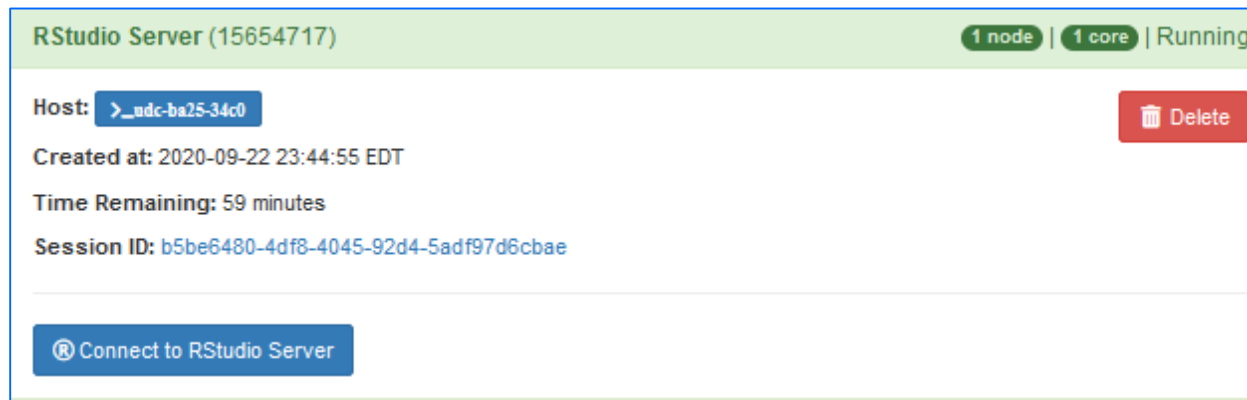 RStudio Server (15654717) 1 node | 1 core | Running
Host: >_udc-ba25-34c0 Delete
Created at: 2020-09-22 23:44:55 EDT
Time Remaining: 59 minutes
Session ID: b5be6480-4df8-4045-92d4-5adf97d6cbae
® Connect to RStudio Server